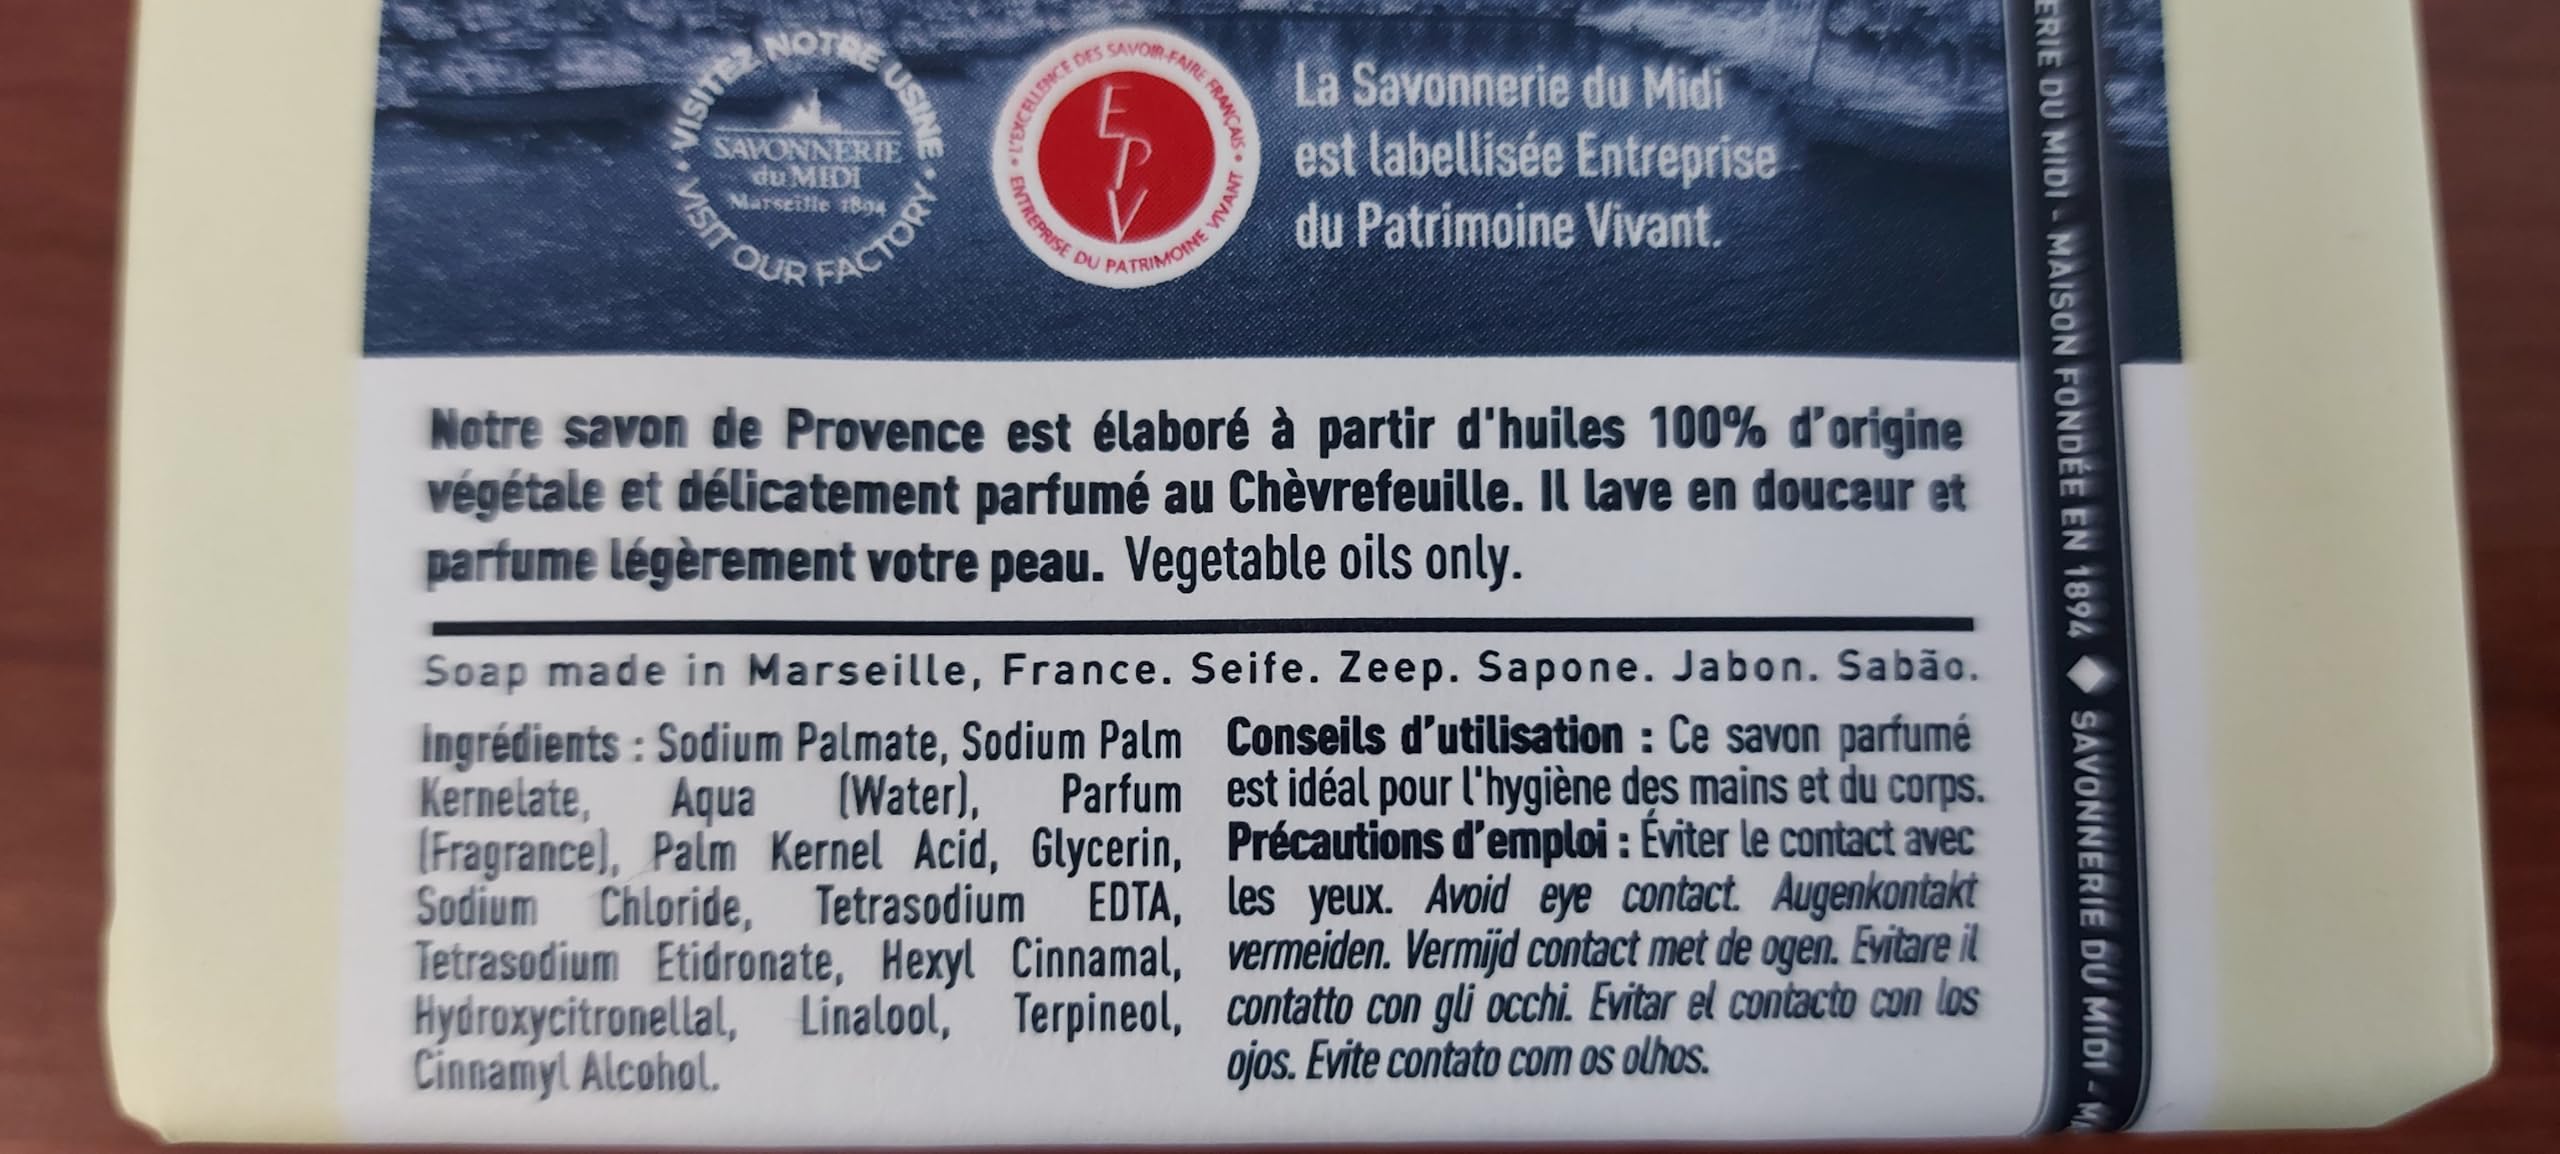 • VISITEZ NOTRE USINE • VISIT OUR FACTORY
SAVONNERIE
du MIDI
Marseille 1894
• L'EXCELLENCE DES SAVOIR-FAIRE FRANÇAIS •
ENTREPRISE DU PATRIMOINE VIVANT
E
P
V
La Savonnerie du Midi
est labellisée Entreprise
du Patrimoine Vivant.
Notre savon de Provence est élaboré à partir d'huiles 100% d'origine
végétale et délicatement parfumé au Chèvrefeuille. Il lave en douceur et
parfume légèrement votre peau. Vegetable oils only.
Soap made in Marseille, France. Seife. Zeep. Sapone. Jabon. Sabão.
Ingrédients : Sodium Palmate, Sodium Palm
Kernelate, Aqua (Water), Parfum
(Fragrance), Palm Kernel Acid, Glycerin,
Sodium Chloride, Tetrasodium EDTA,
Tetrasodium Etidronate, Hexyl Cinnamal,
Hydroxycitronellal, Linalool, Terpineol,
Cinnamyl Alcohol.
Conseils d'utilisation : Ce savon parfumé
est idéal pour l'hygiène des mains et du corps.
Précautions d'emploi : Éviter le contact avec
les yeux. Avoid eye contact. Augenkontakt
vermeiden. Vermijd contact met de ogen. Evitare il
contatto con gli occhi. Evitar el contacto con los
ojos. Evite contato com os olhos.
ERIE DU MIDI - MAISON FONDÉE EN 1894 ◆ SAVONNERIE DU MIDI - MA